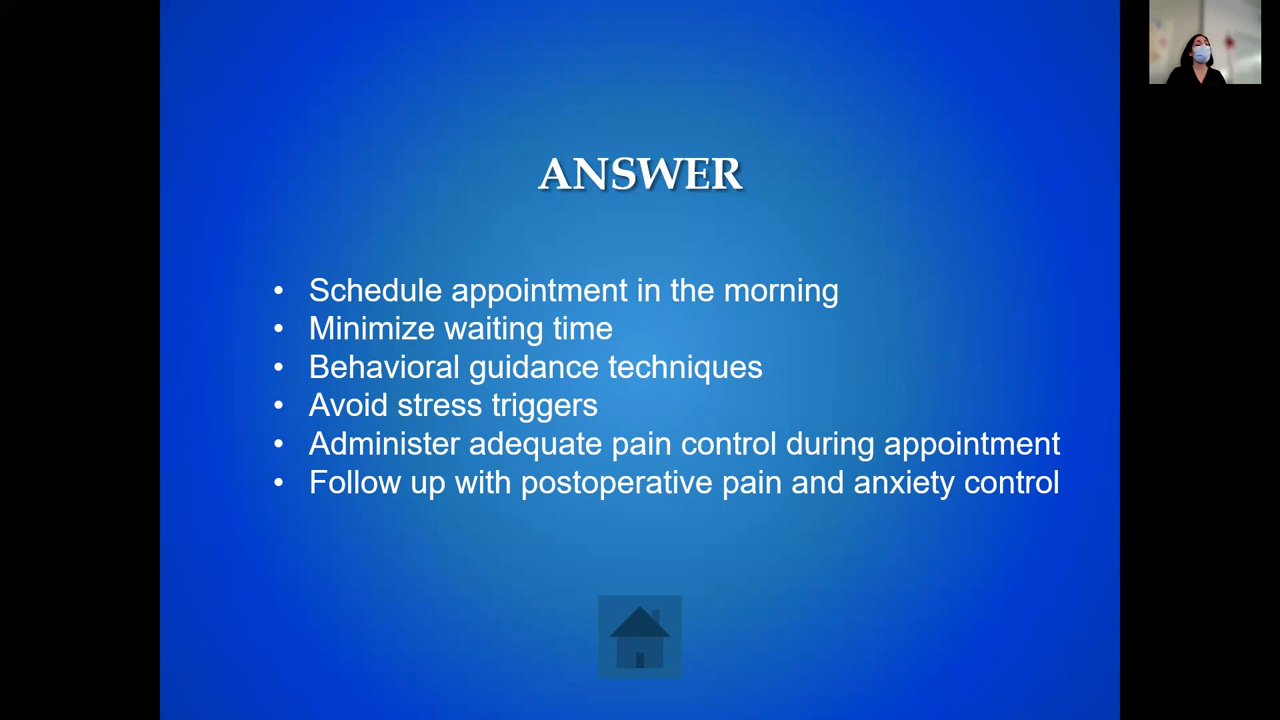 ANSWER
• Schedule appointment in the morning
• Minimize waiting time
• Behavioral guidance techniques
• Avoid stress triggers
• Administer adequate pain control during appointment
• Follow up with postoperative pain and anxiety control